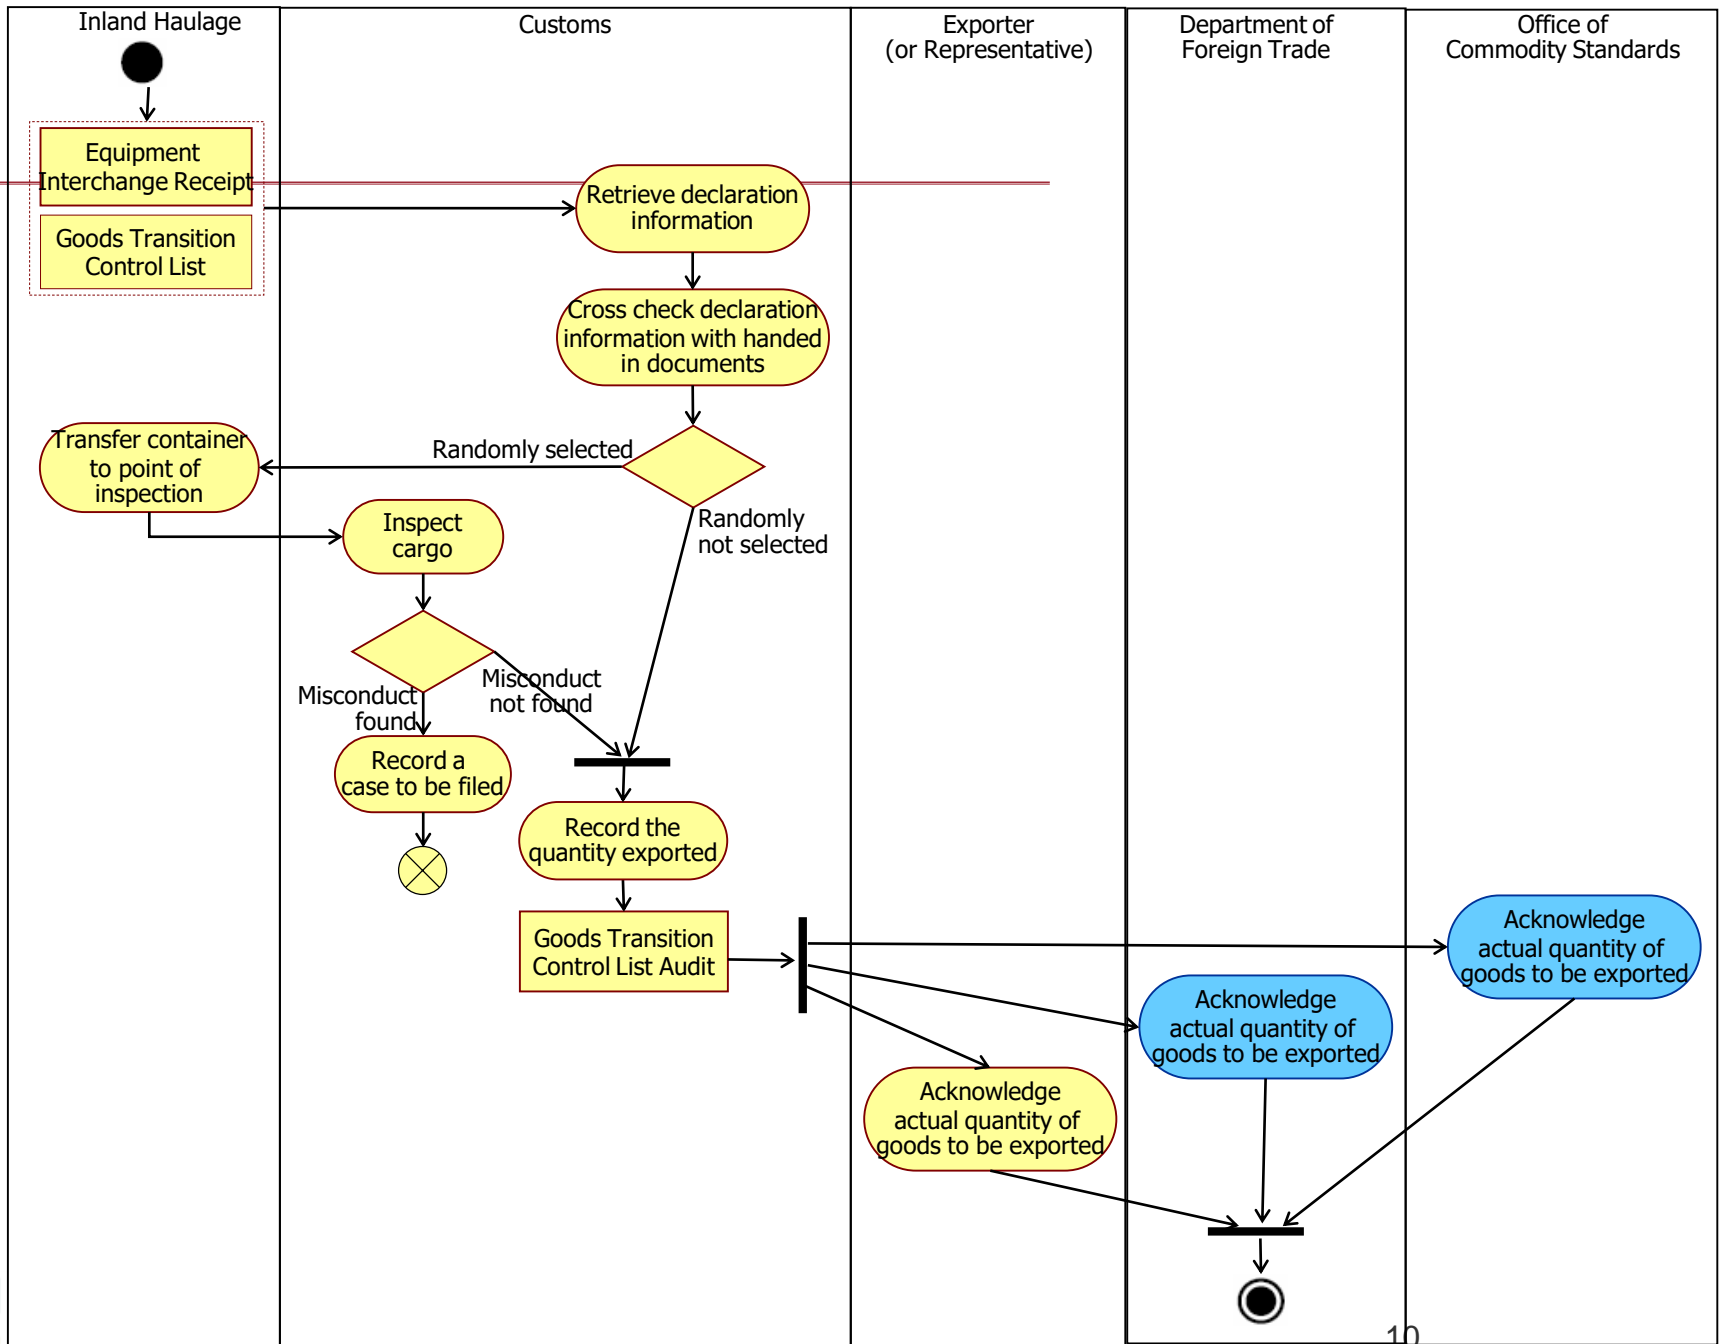 Inland Haulage
Customs
Exporter
(or Representative)
Department of
Foreign Trade
Office of
Commodity Standards
Equipment
Interchange Receipt
Goods Transition
Control List
Retrieve declaration
information
Cross check declaration
information with handed
in documents
Randomly selected
Transfer container
to point of
inspection
Randomly
not selected
Inspect
cargo
Misconduct
not found
Misconduct
found
Record a
case to be filed
Record the
quantity exported
Goods Transition
Control List Audit
Acknowledge
actual quantity of
goods to be exported
Acknowledge
actual quantity of
goods to be exported
Acknowledge
actual quantity of
goods to be exported
10